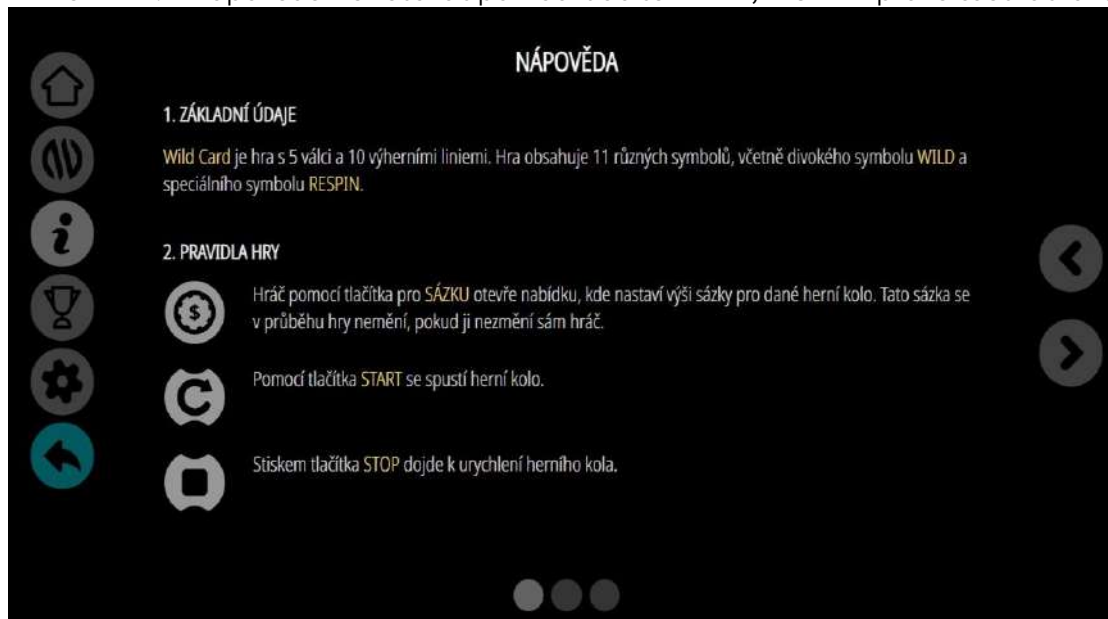 NÁPOVĚDA
1. ZÁKLADNÍ ÚDAJE
Wild Card je hra s 5 válci a 10 výherními liniemi. Hra obsahuje 11 různých symbolů, včetně divokého symbolu WILD a
speciálního symbolu RESPIN.
2. PRAVIDLA HRY
Hráč pomocí tlačítka pro SÁZKU otevře nabídku, kde nastaví výši sázky pro dané herní kolo. Tato sázka se
v průběhu hry nemění, pokud ji nezmění sám hráč.
Pomocí tlačítka START se spustí herní kolo.
Stiskem tlačítka STOP dojde k urychlení herního kola.